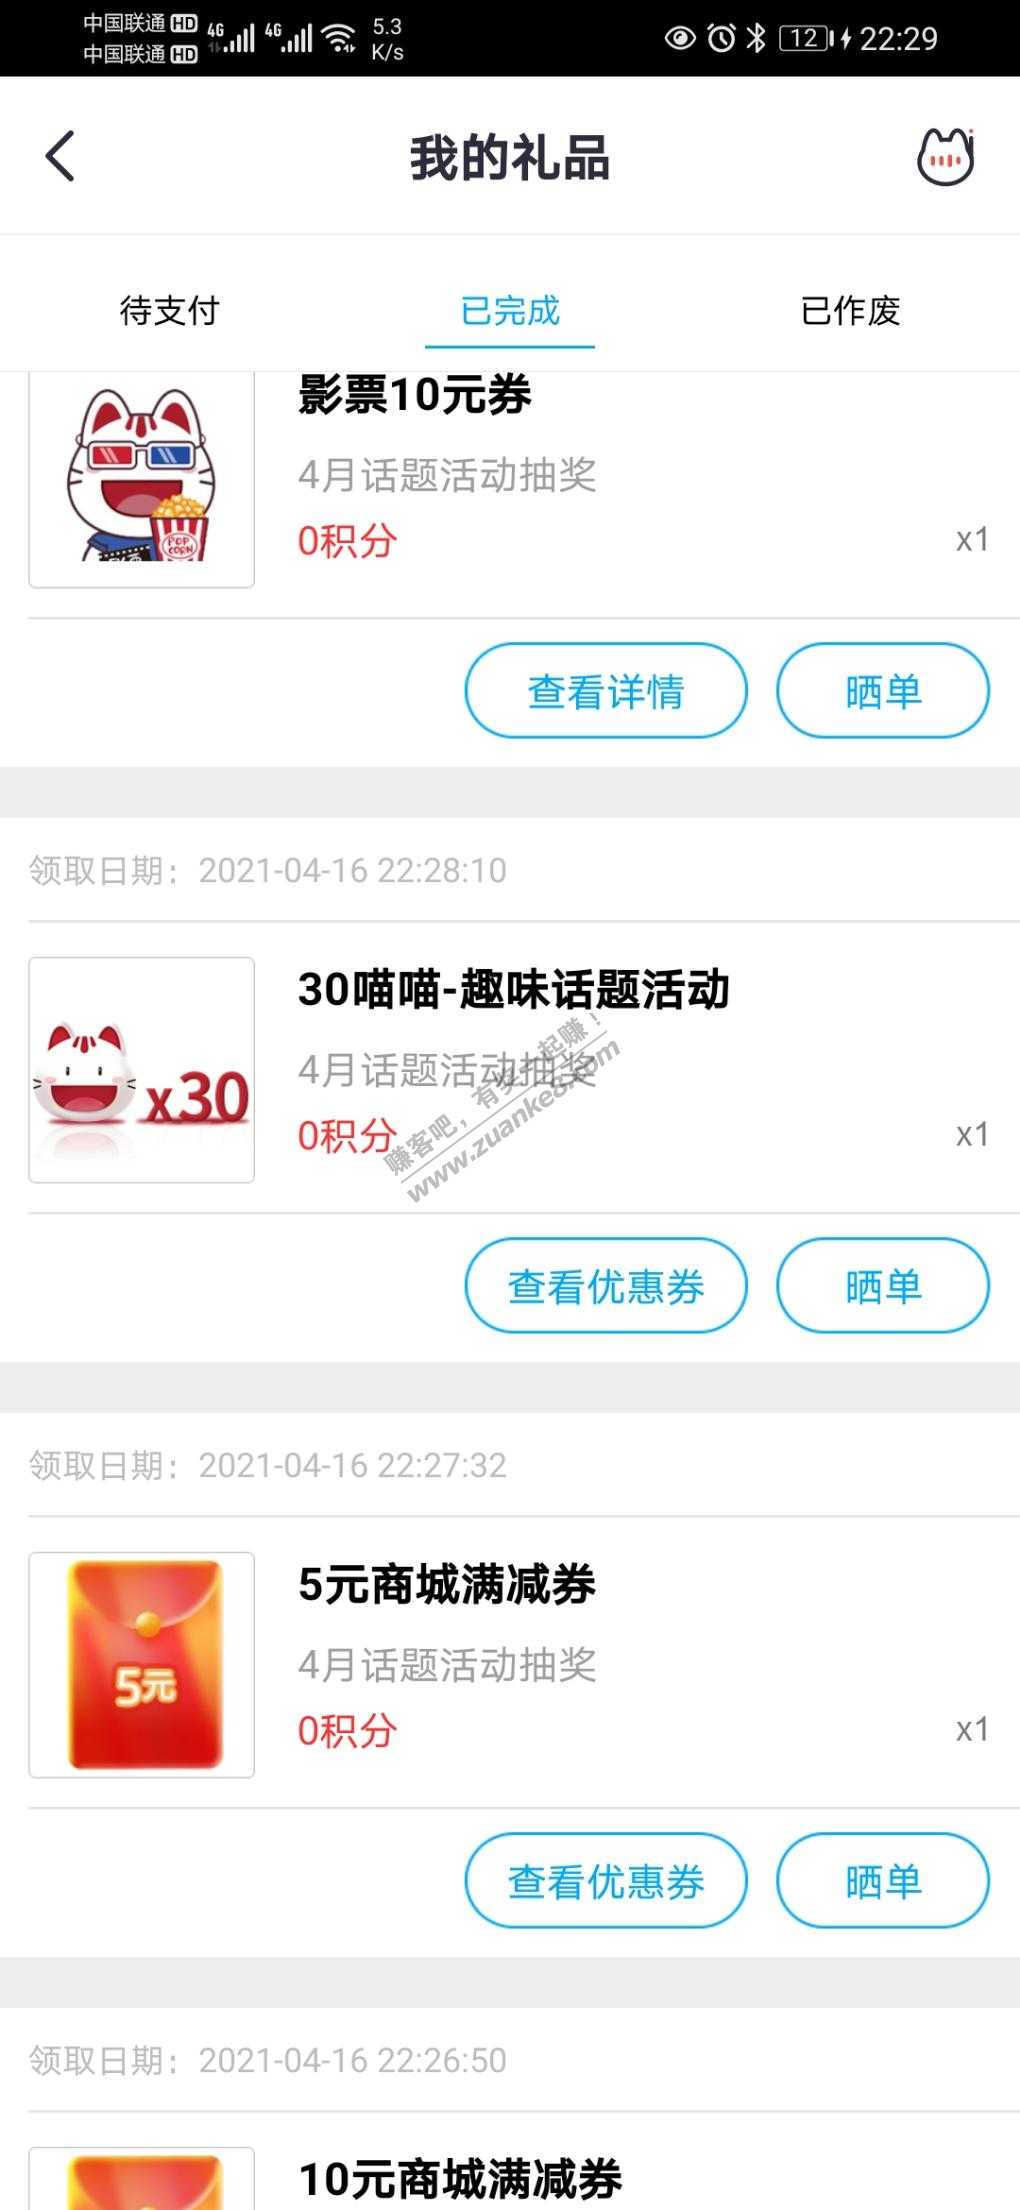 中国联通 HD 4G 4G 5.3
中国联通 HD K/s 12 22:29
我的礼品
待支付 已完成 已作废
影票10元券
4月话题活动抽奖
0积分 x1
POP
CORN
查看详情 晒单
领取日期：2021-04-16 22:28:10
30喵喵-趣味话题活动
4月话题活动抽奖
x30
0积分 x1
赚客吧，有奖一起赚！
www.zuanke8.com
查看优惠券 晒单
领取日期：2021-04-16 22:27:32
5元商城满减券
4月话题活动抽奖
5元
0积分 x1
查看优惠券 晒单
领取日期：2021-04-16 22:26:50
10元商城满减券